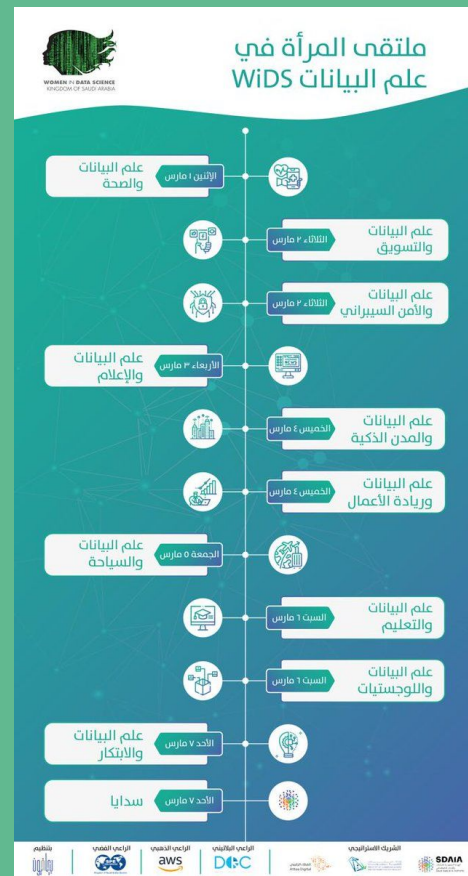 ملتقى المرأة في
علم البيانات WiDS
WOMEN IN DATA SCIENCE
KINGDOM OF SAUDI ARABIA
الإثنين ١ مارس
علم البيانات
والصحة
علم البيانات
والتسويق
الثلاثاء ٢ مارس
علم البيانات
والأمن السيبراني
الثلاثاء ٢ مارس
الأربعاء ٣ مارس
علم البيانات
والإعلام
علم البيانات
والمدن الذكية
الخميس ٤ مارس
علم البيانات
وريادة الأعمال
الخميس ٤ مارس
الجمعة ٥ مارس
علم البيانات
والسياحة
علم البيانات
والتعليم
السبت ٦ مارس
علم البيانات
واللوجستيات
السبت ٦ مارس
الأحد ٧ مارس
علم البيانات
والابتكار
الأحد ٧ مارس
سدايا
الشريك الاستراتيجي
SDAIA
الراعي البلاتيني
الراعي الذهبي
aws
الراعي الفضي
بتنظيم